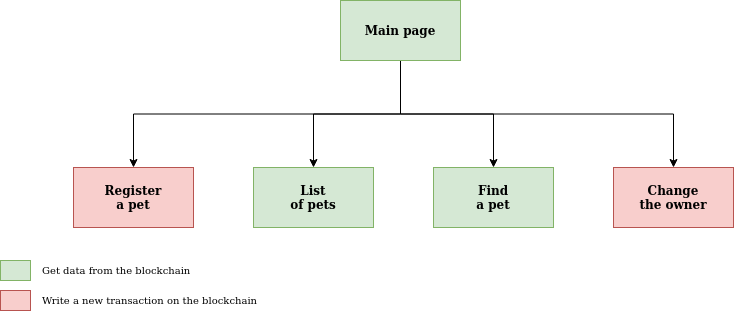 Main page
Register
a pet
List
of pets
Find
a pet
Change
the owner
Get data from the blockchain
Write a new transaction on the blockchain